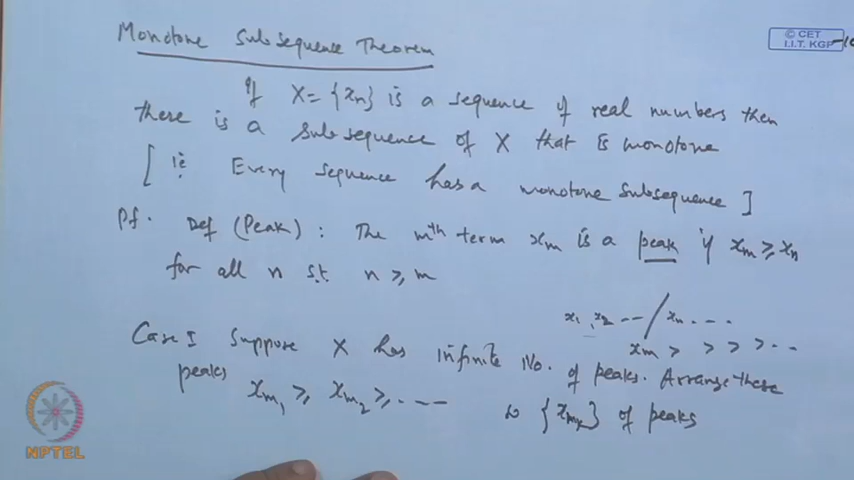 Monotone Subsequence Theorem
© CET
I.I.T. KGP
If X = {xn} is a sequence of real numbers then
there is a subsequence of X that is monotone
[ ie Every sequence has a monotone subsequence ]
Pf. Def (Peak) : The mth term xm is a peak if xm ≥ xn
for all n s.t. n ≥ m
x1, x2 -- / xn ....
xm > > > > ...
Case I Suppose X has infinite No. of peaks. Arrange these
peaks xm1 ≥ xm2 ≥ .---
{xmk} of peaks
NPTEL